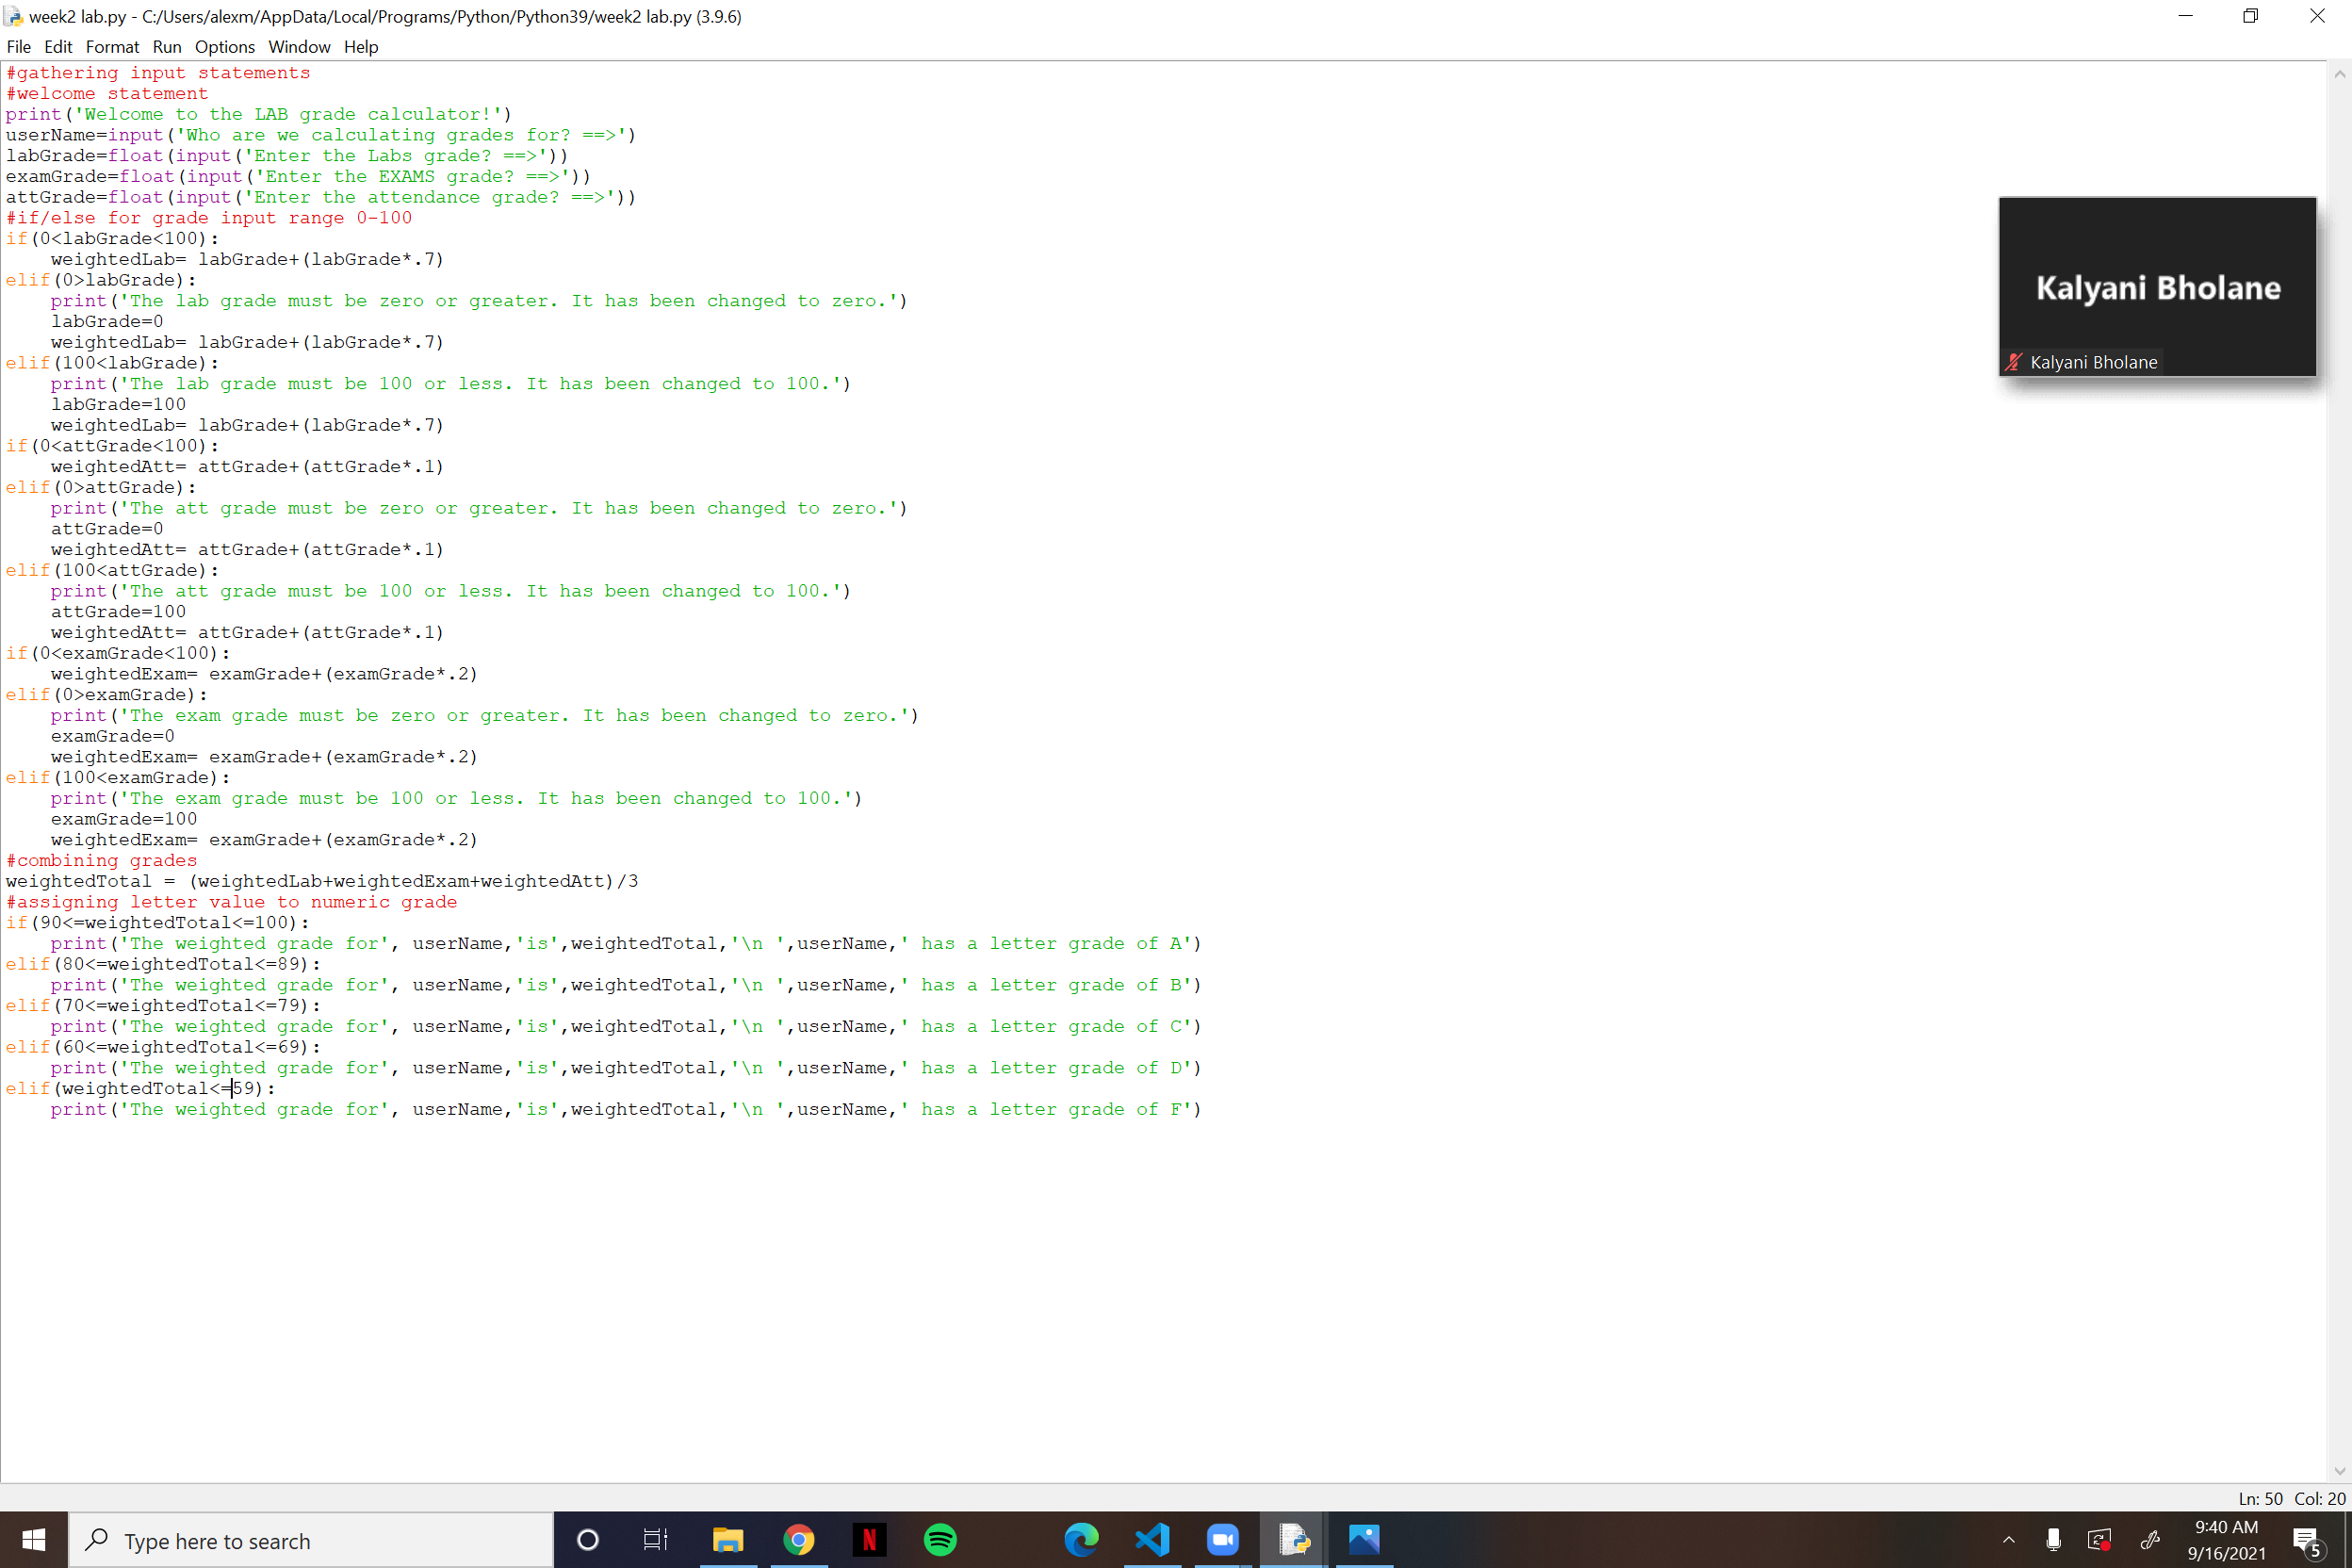 week2 lab.py - C:/Users/alexm/AppData/Local/Programs/Python/Python39/week2 lab.py (3.9.6)
File Edit Format Run Options Window Help
#gathering input statements
#welcome statement
print('Welcome to the LAB grade calculator!')
userName=input('Who are we calculating grades for? ==>')
labGrade=float(input('Enter the Labs grade? ==>'))
examGrade=float(input('Enter the EXAMS grade? ==>'))
attGrade=float(input('Enter the attendance grade? ==>'))
#if/else for grade input range 0-100
if(0<labGrade<100):
    weightedLab= labGrade+(labGrade*.7)
elif(0>labGrade):
    print('The lab grade must be zero or greater. It has been changed to zero.')
    labGrade=0
    weightedLab= labGrade+(labGrade*.7)
elif(100<labGrade):
    print('The lab grade must be 100 or less. It has been changed to 100.')
    labGrade=100
    weightedLab= labGrade+(labGrade*.7)
if(0<attGrade<100):
    weightedAtt= attGrade+(attGrade*.1)
elif(0>attGrade):
    print('The att grade must be zero or greater. It has been changed to zero.')
    attGrade=0
    weightedAtt= attGrade+(attGrade*.1)
elif(100<attGrade):
    print('The att grade must be 100 or less. It has been changed to 100.')
    attGrade=100
    weightedAtt= attGrade+(attGrade*.1)
if(0<examGrade<100):
    weightedExam= examGrade+(examGrade*.2)
elif(0>examGrade):
    print('The exam grade must be zero or greater. It has been changed to zero.')
    examGrade=0
    weightedExam= examGrade+(examGrade*.2)
elif(100<examGrade):
    print('The exam grade must be 100 or less. It has been changed to 100.')
    examGrade=100
    weightedExam= examGrade+(examGrade*.2)
#combining grades
weightedTotal = (weightedLab+weightedExam+weightedAtt)/3
#assigning letter value to numeric grade
if(90<=weightedTotal<=100):
    print('The weighted grade for', userName,'is',weightedTotal,'\n ',userName,' has a letter grade of A')
elif(80<=weightedTotal<=89):
    print('The weighted grade for', userName,'is',weightedTotal,'\n ',userName,' has a letter grade of B')
elif(70<=weightedTotal<=79):
    print('The weighted grade for', userName,'is',weightedTotal,'\n ',userName,' has a letter grade of C')
elif(60<=weightedTotal<=69):
    print('The weighted grade for', userName,'is',weightedTotal,'\n ',userName,' has a letter grade of D')
elif(weightedTotal<=59):
    print('The weighted grade for', userName,'is',weightedTotal,'\n ',userName,' has a letter grade of F')
Kalyani Bholane
Kalyani Bholane
Ln: 50 Col: 20
Type here to search
N
9:40 AM
9/16/2021
5